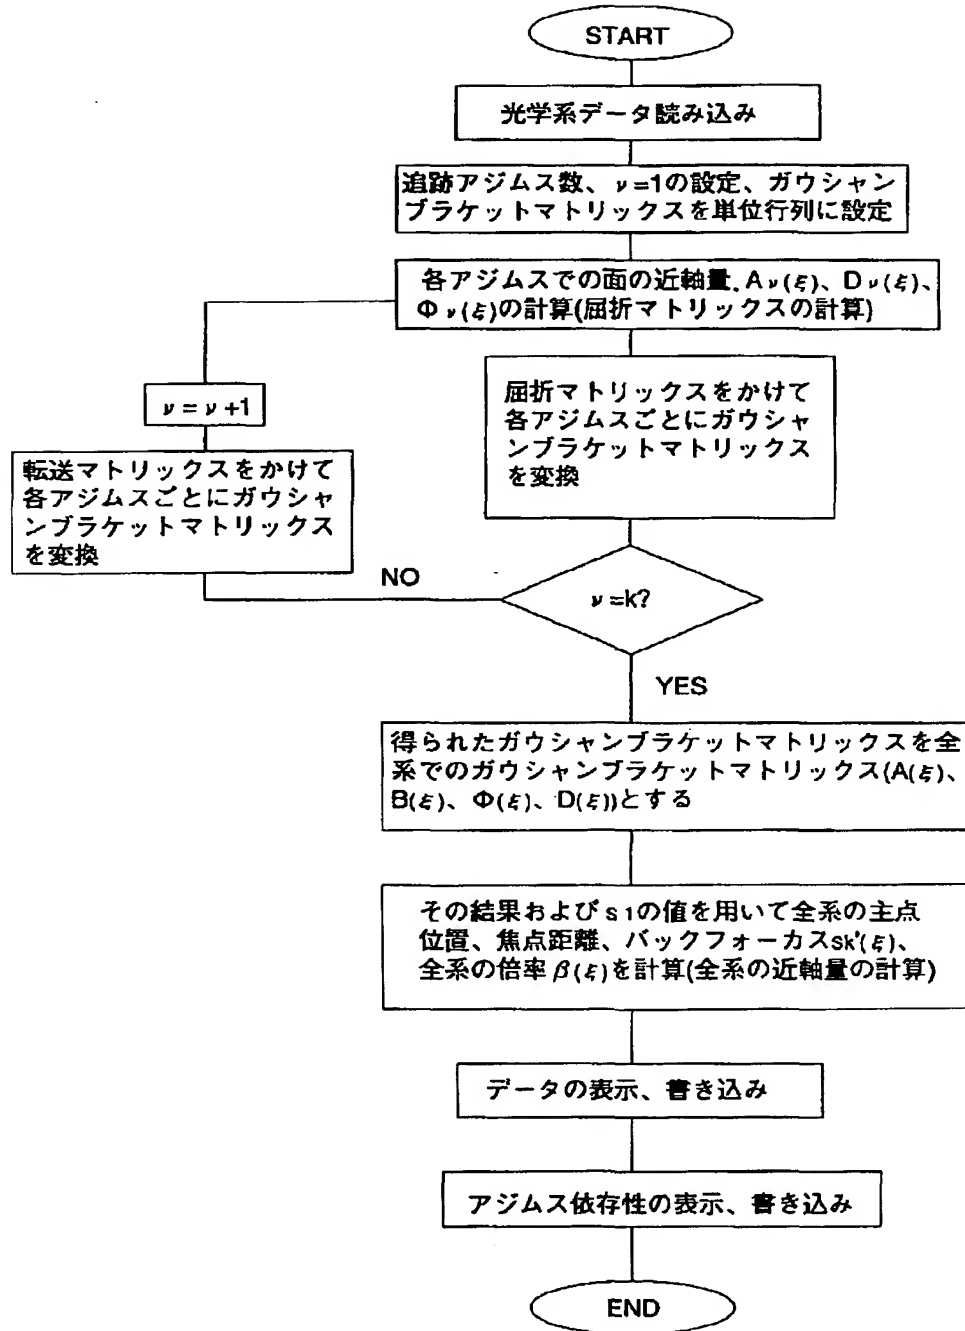 START
光学系データ読み込み
追跡アジムス数、ν=1の設定、ガウシャン
ブラケットマトリックスを単位行列に設定
各アジムスでの面の近軸量、Aν(ξ)、Dν(ξ)、
Φν(ξ)の計算(屈折マトリックスの計算)
屈折マトリックスをかけて
各アジムスごとにガウシャ
ンブラケットマトリックス
を変換
ν=ν+1
転送マトリックスをかけて
各アジムスごとにガウシャ
ンブラケットマトリックス
を変換
NO
ν=k?
YES
得られたガウシャンブラケットマトリックスを全
系でのガウシャンブラケットマトリックス(A(ξ)、
B(ξ)、Φ(ξ)、D(ξ))とする
その結果およびs1の値を用いて全系の主点
位置、焦点距離、バックフォーカスsk'(ξ)、
全系の倍率β(ξ)を計算(全系の近軸量の計算)
データの表示、書き込み
アジムス依存性の表示、書き込み
END